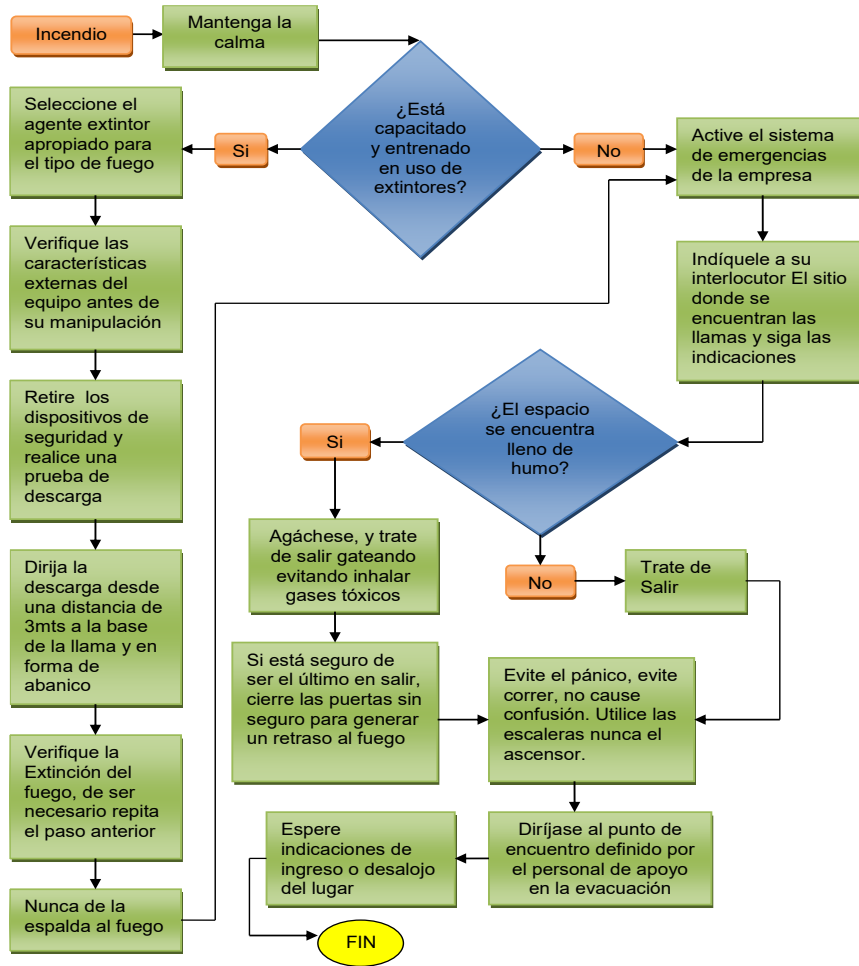 Incendio
Mantenga la
calma
¿Está
capacitado
y entrenado
en uso de
extintores?
Si
No
Seleccione el
agente extintor
apropiado para
el tipo de fuego
Verifique las
características
externas del
equipo antes de
su manipulación
Retire los
dispositivos de
seguridad y
realice una
prueba de
descarga
Dirija la
descarga desde
una distancia de
3mts a la base
de la llama y en
forma de
abanico
Verifique la
Extinción del
fuego, de ser
necesario repita
el paso anterior
Nunca de la
espalda al fuego
Active el sistema
de emergencias
de la empresa
Indíquele a su
interlocutor El sitio
donde se
encuentran las
llamas y siga las
indicaciones
¿El espacio
se encuentra
lleno de
humo?
Si
Agáchese, y trate
de salir gateando
evitando inhalar
gases tóxicos
No
Trate de
Salir
Si está seguro de
ser el último en salir,
cierre las puertas sin
seguro para generar
un retraso al fuego
Evite el pánico, evite
correr, no cause
confusión. Utilice las
escaleras nunca el
ascensor.
Diríjase al punto de
encuentro definido por
el personal de apoyo
en la evacuación
Espere
indicaciones de
ingreso o desalojo
del lugar
FIN